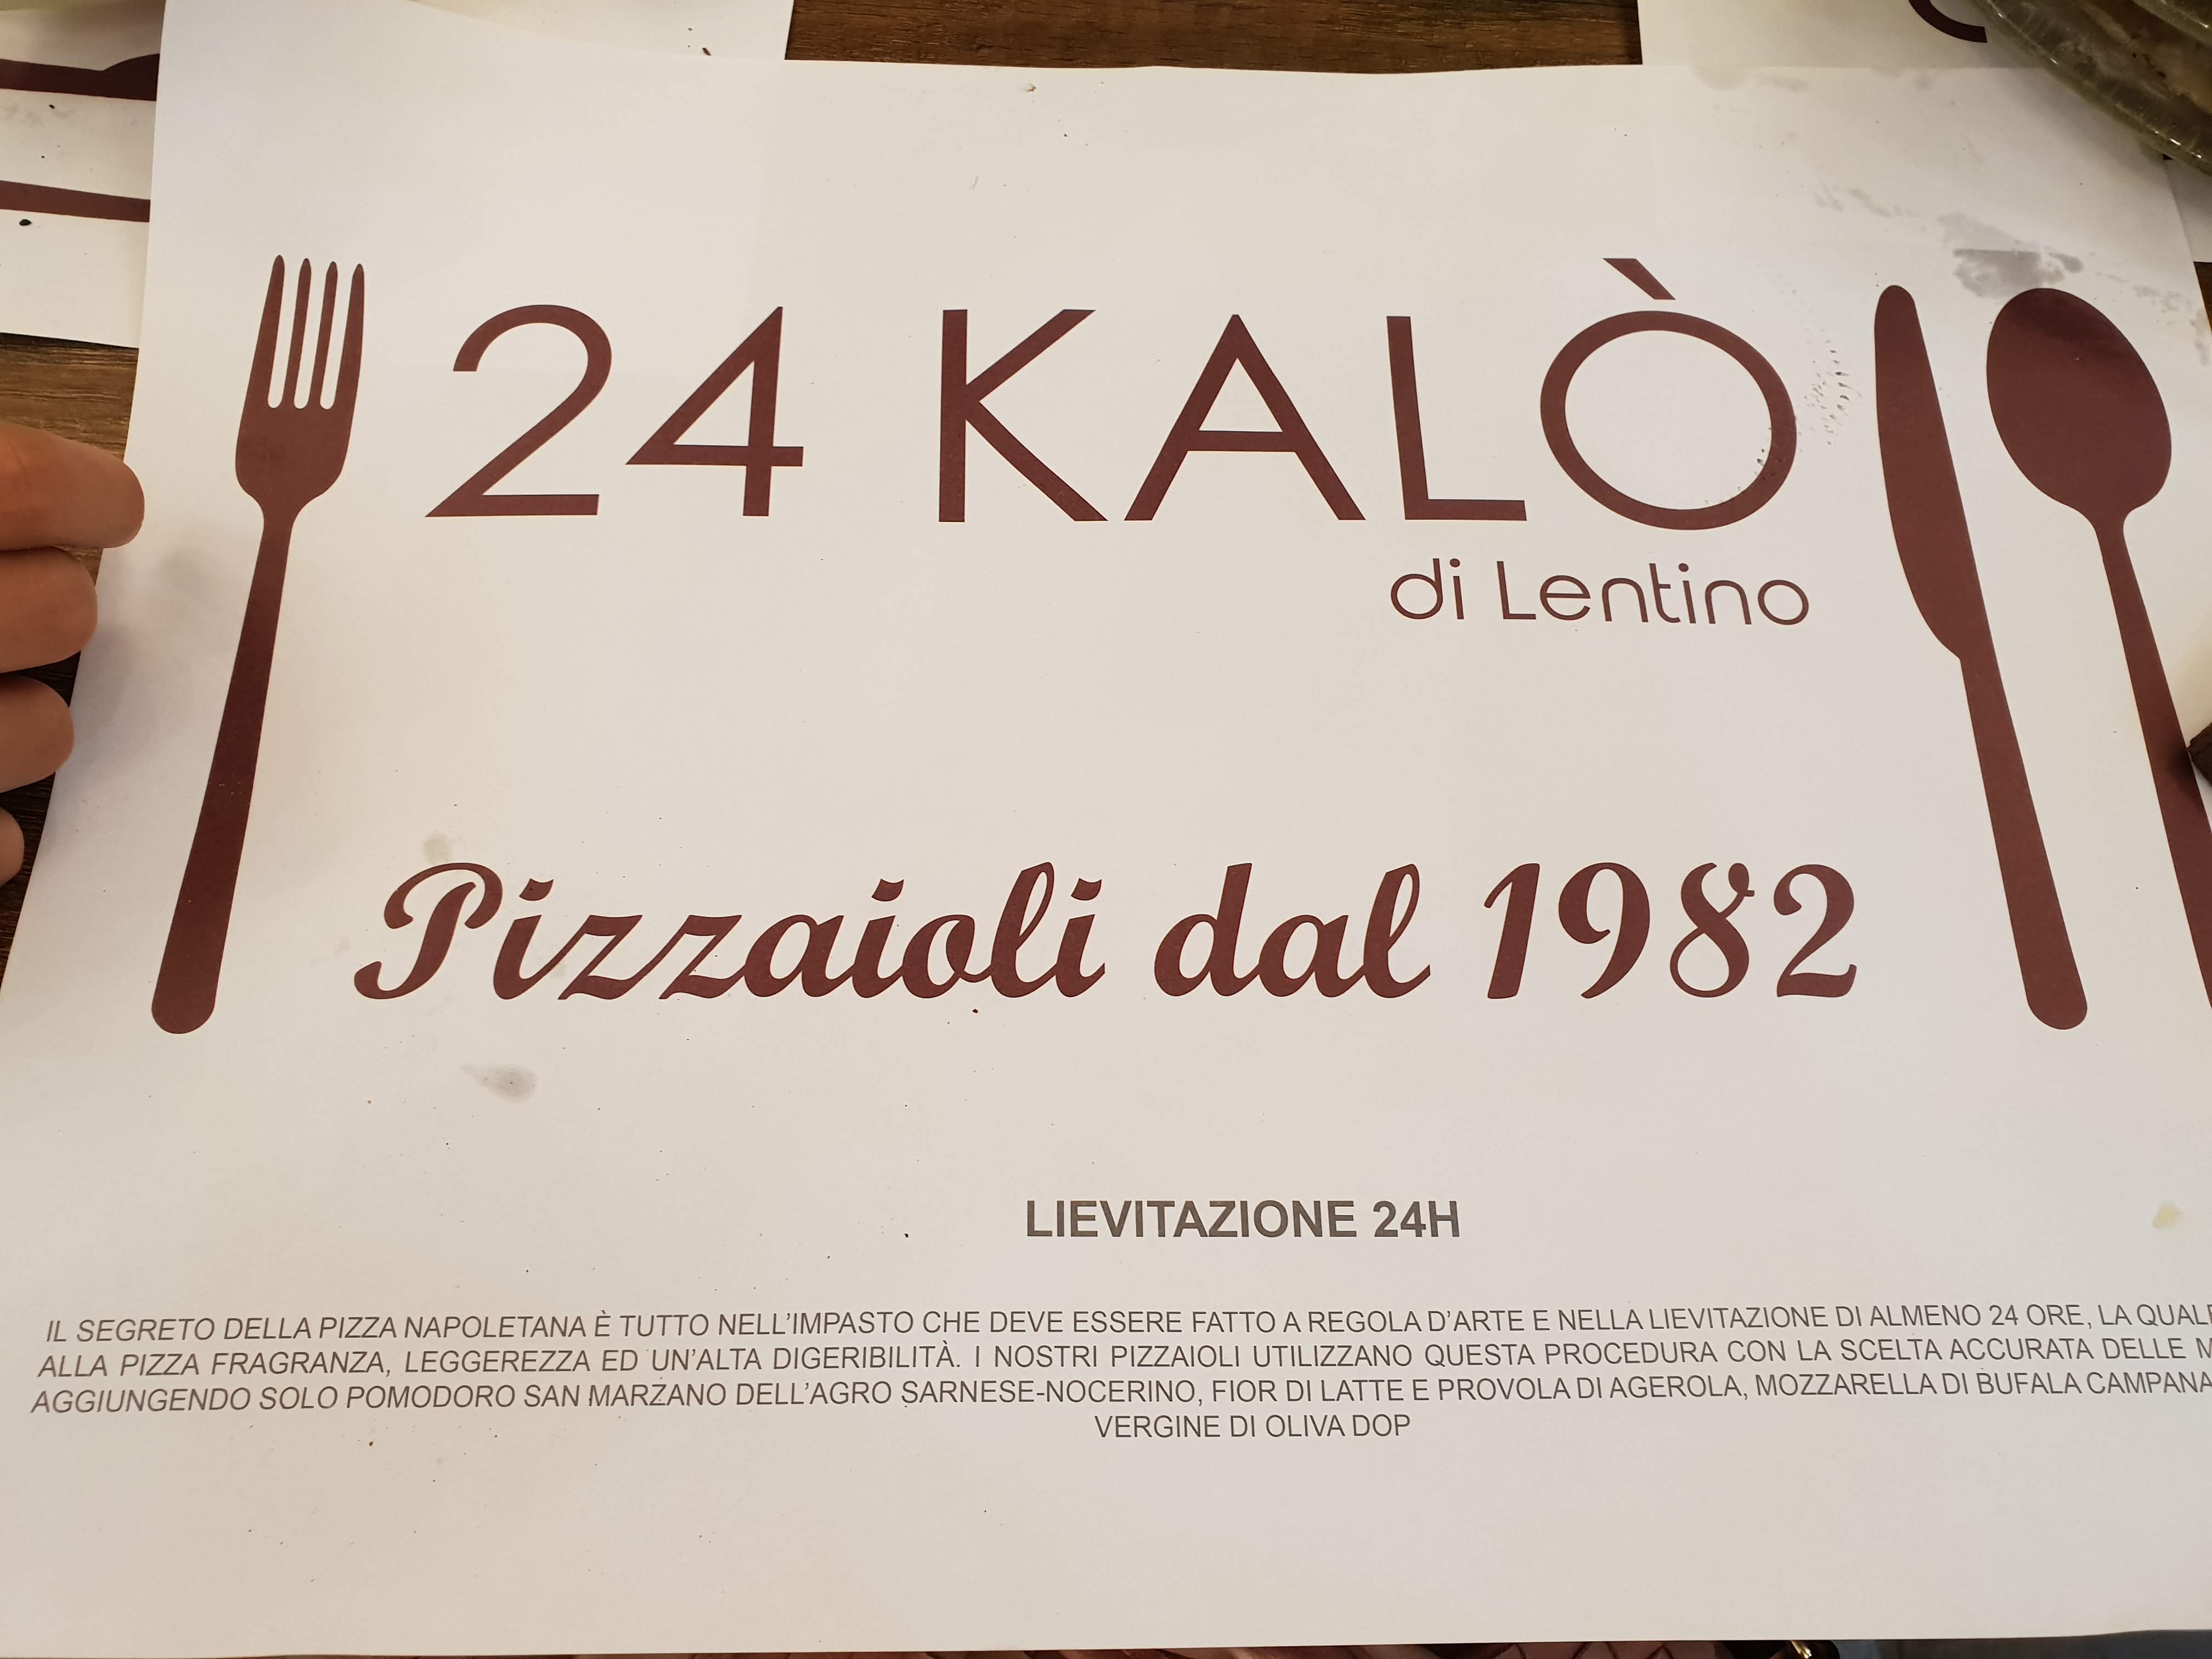 24 KALÒ
di Lentino
Pizzaioli dal 1982
LIEVITAZIONE 24H
IL SEGRETO DELLA PIZZA NAPOLETANA È TUTTO NELL'IMPASTO CHE DEVE ESSERE FATTO A REGOLA D'ARTE E NELLA LIEVITAZIONE DI ALMENO 24 ORE, LA QUALE
ALLA PIZZA FRAGRANZA, LEGGEREZZA ED UN'ALTA DIGERIBILITÀ. I NOSTRI PIZZAIOLI UTILIZZANO QUESTA PROCEDURA CON LA SCELTA ACCURATA DELLE
AGGIUNGENDO SOLO POMODORO SAN MARZANO DELL'AGRO SARNESE-NOCERINO, FIOR DI LATTE E PROVOLA DI AGEROLA, MOZZARELLA DI BUFALA CAMPANA
VERGINE DI OLIVA DOP